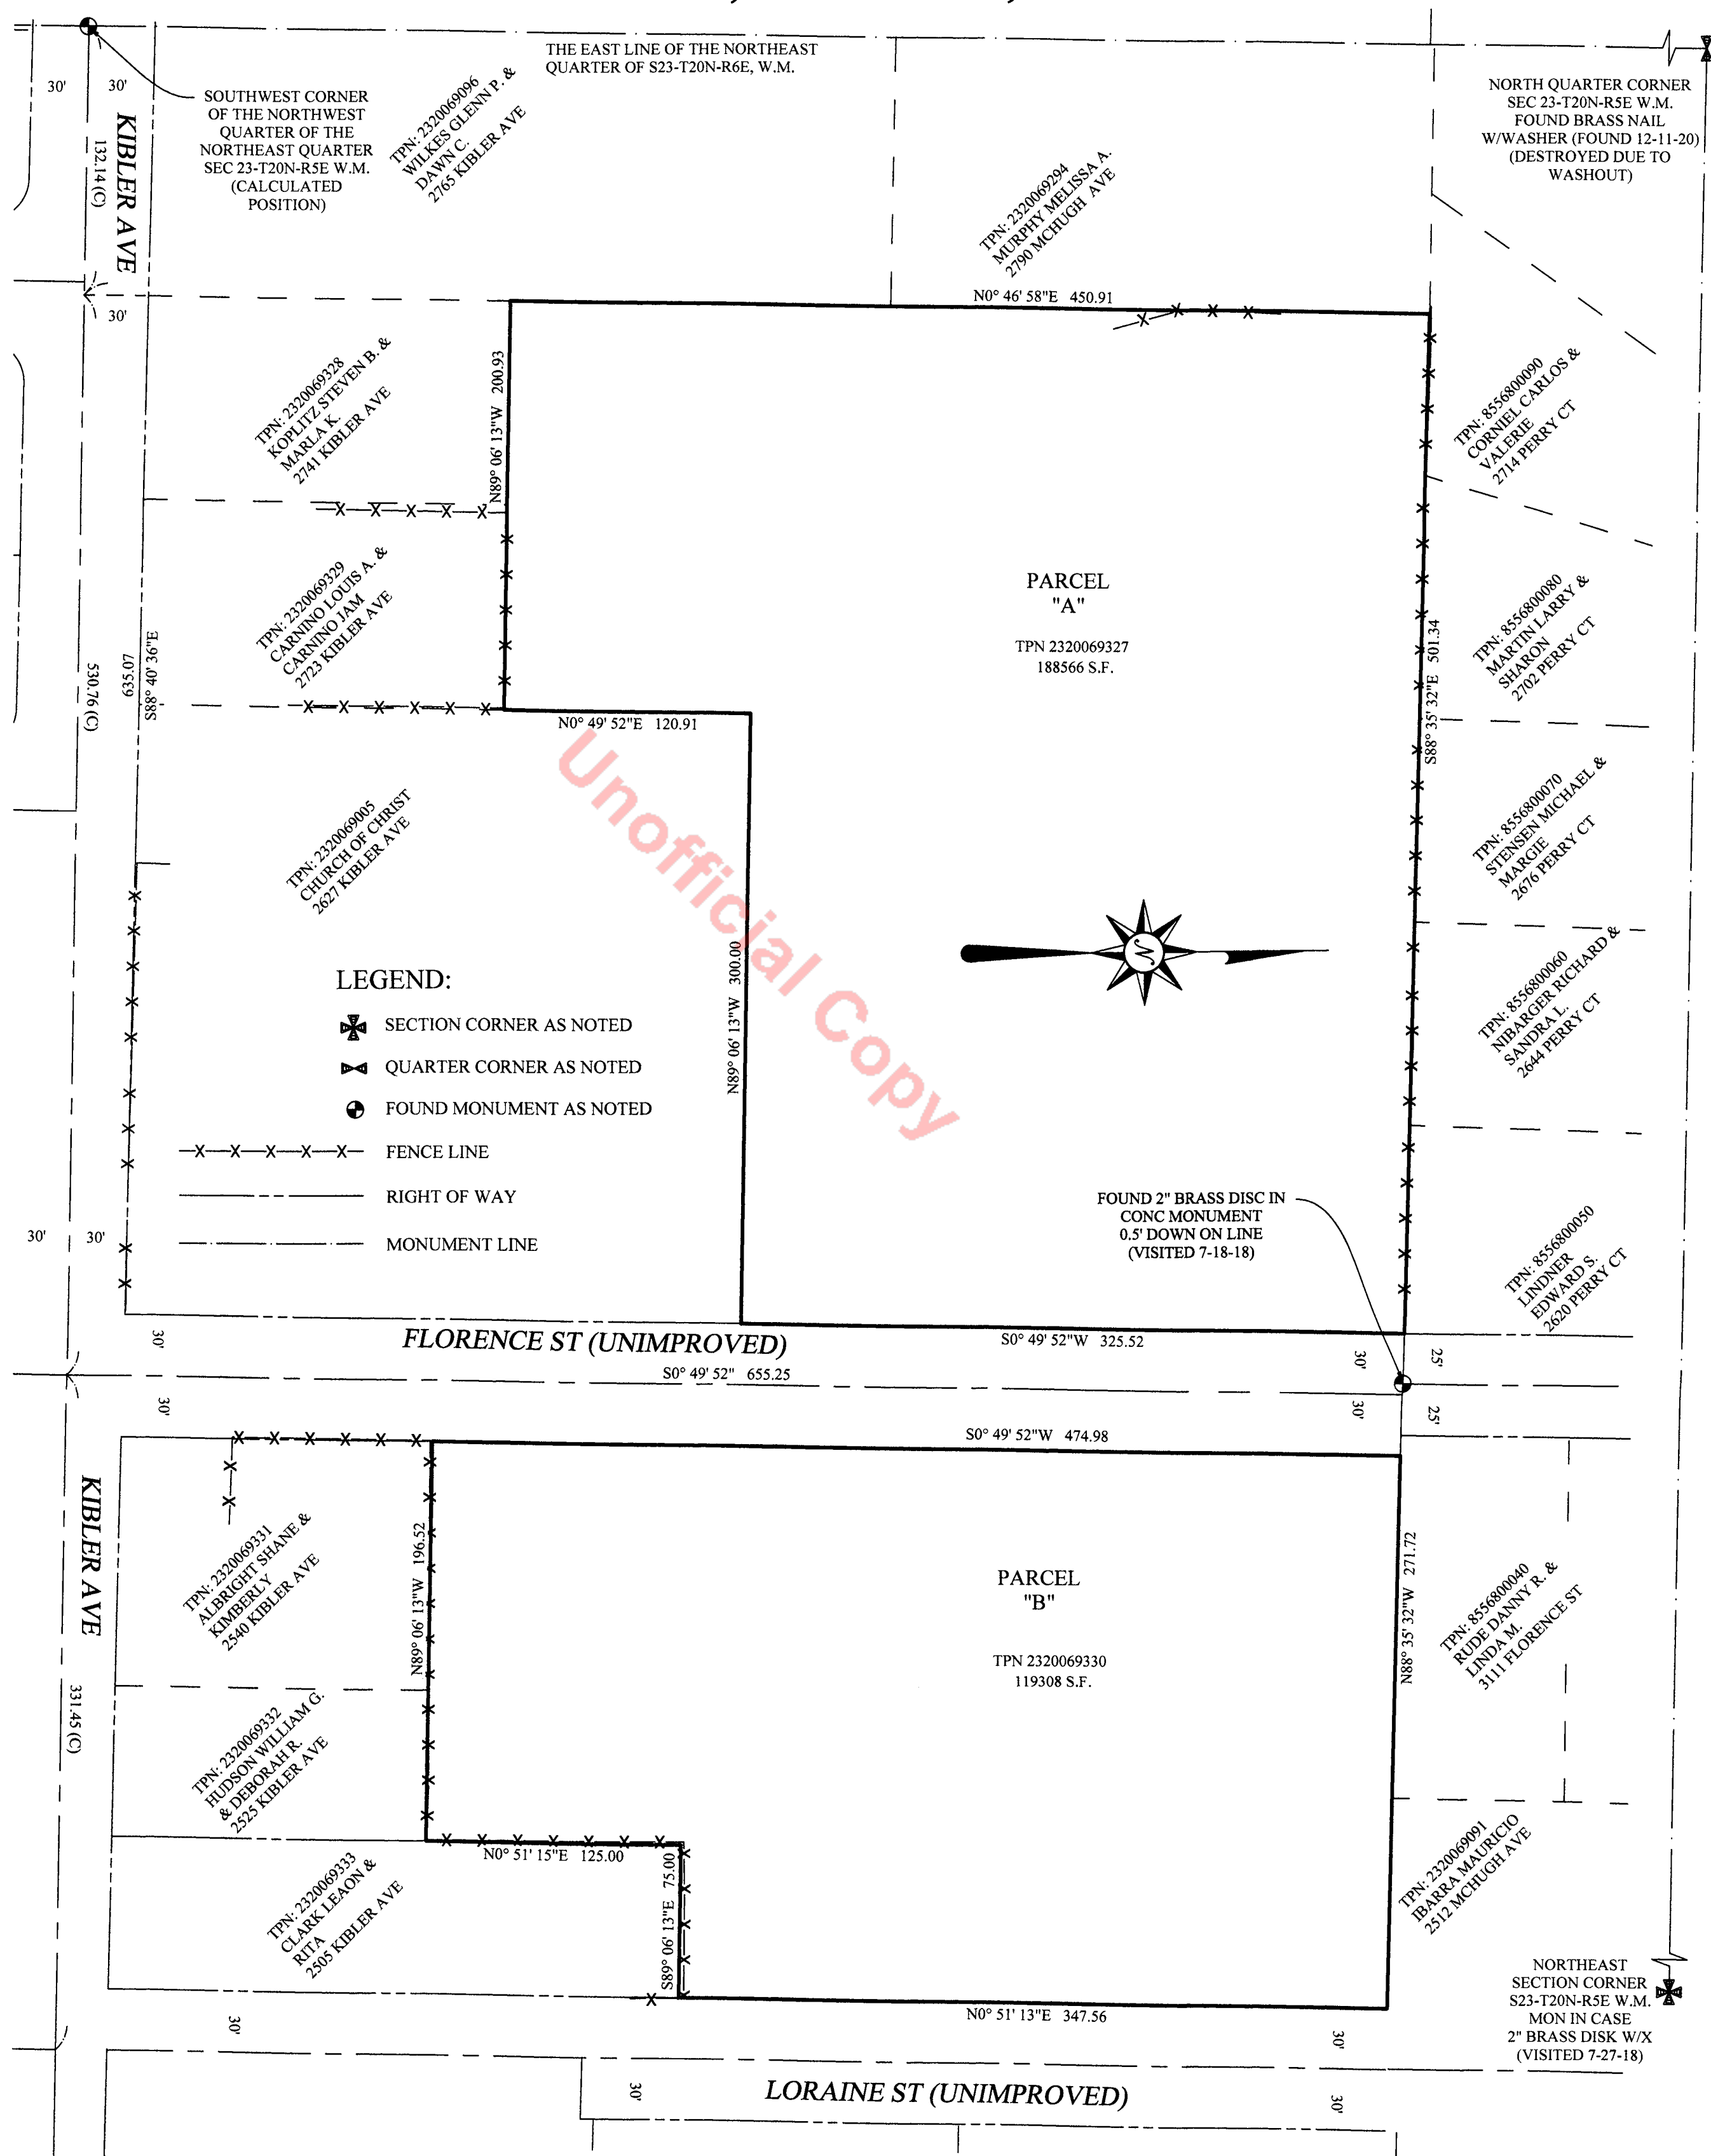 THE EAST LINE OF THE NORTHEAST
QUARTER OF S23-T20N-R6E, W.M.
30'
30'
SOUTHWEST CORNER
OF THE NORTHWEST
QUARTER OF THE
NORTHEAST QUARTER
SEC 23-T20N-R5E W.M.
(CALCULATED
POSITION)
KIBLER AVE
132.14 (C)
TPN: 2320069096
WILKES GLENN P. &
DAWN C.
2765 KIBLER AVE
TPN: 2320069294
MURPHY MELISSA A.
2790 MCHUGH AVE
NORTH QUARTER CORNER
SEC 23-T20N-R5E W.M.
FOUND BRASS NAIL
W/WASHER (FOUND 12-11-20)
(DESTROYED DUE TO
WASHOUT)
N0° 46' 58"E 450.91
30'
TPN: 2320069328
KOPLITZ STEVEN B. &
MARLA K.
2741 KIBLER AVE
N89° 06' 13"W 200.93
TPN: 8556800090
CORNIEL CARLOS &
VALERIE
2714 PERRY CT
TPN: 2320069329
CARNINO LOUIS A. &
CARNINO JAM
2723 KIBLER AVE
PARCEL
"A"
TPN 2320069327
188566 S.F.
TPN: 8556800080
MARTIN LARRY &
SHARON
2702 PERRY CT
530.76 (C)
635.07
S88° 40' 36"E
S88° 35' 32"E 501.34
N0° 49' 52"E 120.91
Unofficial Copy
TPN: 2320069005
CHURCH OF CHRIST
2627 KIBLER AVE
TPN: 8556800070
STENSEN MICHAEL &
MARGIE
2676 PERRY CT
N89° 06' 13"W 300.00
N
TPN: 8556800060
NIBARGER RICHARD &
SANDRA L.
2644 PERRY CT
LEGEND:
SECTION CORNER AS NOTED
QUARTER CORNER AS NOTED
FOUND MONUMENT AS NOTED
X X X X X FENCE LINE
RIGHT OF WAY
MONUMENT LINE
30'
30'
FOUND 2" BRASS DISC IN
CONC MONUMENT
0.5' DOWN ON LINE
(VISITED 7-18-18)
TPN: 8556800050
LINDNER
EDWARD S.
2620 PERRY CT
30'
FLORENCE ST (UNIMPROVED)
S0° 49' 52"W 325.52
30'
25'
S0° 49' 52" 655.25
30'
30'
25'
S0° 49' 52"W 474.98
KIBLER AVE
TPN: 2320069331
ALBRIGHT SHANE &
KIMBERLY
2540 KIBLER AVE
N89° 06' 13"W 196.52
PARCEL
"B"
TPN 2320069330
119308 S.F.
N88° 35' 32"W 271.72
TPN: 8556800040
RUDE DANNY R. &
LINDA M.
3111 FLORENCE ST
331.45 (C)
TPN: 2320069332
HUDSON WILLIAM G.
& DEBORAH R.
2525 KIBLER AVE
N0° 51' 15"E 125.00
TPN: 2320069333
CLARK LEAON &
RITA
2505 KIBLER AVE
S89° 06' 13"E 75.00
TPN: 2320069091
IBARRA MAURICIO
2512 MCHUGH AVE
NORTHEAST
SECTION CORNER
S23-T20N-R5E W.M.
MON IN CASE
2" BRASS DISK W/X
(VISITED 7-27-18)
N0° 51' 13"E 347.56
30'
30'
LORAINE ST (UNIMPROVED)
30'
30'